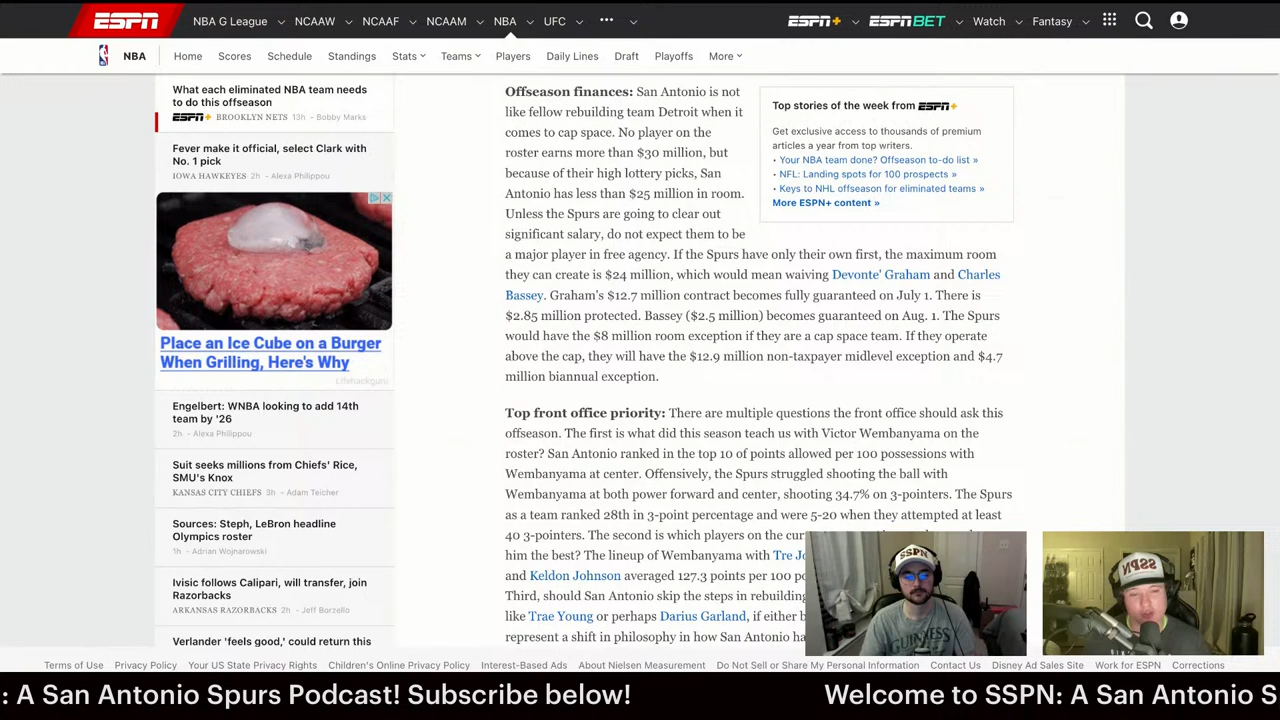 ESPN NBA G League NCAAW NCAAF NCAAM NBA UFC ••• ESPN+ ESPN BET Watch Fantasy
NBA Home Scores Schedule Standings Stats Teams Players Daily Lines Draft Playoffs More
What each eliminated NBA team needs
to do this offseason
ESPN+ BROOKLYN NETS 13h - Bobby Marks
Fever make it official, select Clark with
No. 1 pick
IOWA HAWKEYES 2h - Alexa Philippou
Place an Ice Cube on a Burger
When Grilling, Here's Why
Lifehackguru
Engelbert: WNBA looking to add 14th
team by '26
2h - Alexa Philippou
Suit seeks millions from Chiefs' Rice,
SMU's Knox
KANSAS CITY CHIEFS 3h - Adam Teicher
Sources: Steph, LeBron headline
Olympics roster
1h - Adrian Wojnarowski
Ivisic follows Calipari, will transfer, join
Razorbacks
ARKANSAS RAZORBACKS 2h - Jeff Borzello
Verlander 'feels good,' could return this
Offseason finances: San Antonio is not
like fellow rebuilding team Detroit when it
comes to cap space. No player on the
roster earns more than $30 million, but
because of their high lottery picks, San
Antonio has less than $25 million in room.
Unless the Spurs are going to clear out
significant salary, do not expect them to be
a major player in free agency. If the Spurs have only their own first, the maximum room
they can create is $24 million, which would mean waiving Devonte' Graham and Charles
Bassey. Graham's $12.7 million contract becomes fully guaranteed on July 1. There is
$2.85 million protected. Bassey ($2.5 million) becomes guaranteed on Aug. 1. The Spurs
would have the $8 million room exception if they are a cap space team. If they operate
above the cap, they will have the $12.9 million non-taxpayer midlevel exception and $4.7
million biannual exception.
Top stories of the week from ESPN+
Get exclusive access to thousands of premium
articles a year from top writers.
• Your NBA team done? Offseason to-do list »
• NFL: Landing spots for 100 prospects »
• Keys to NHL offseason for eliminated teams »
More ESPN+ content »
Top front office priority: There are multiple questions the front office should ask this
offseason. The first is what did this season teach us with Victor Wembanyama on the
roster? San Antonio ranked in the top 10 of points allowed per 100 possessions with
Wembanyama at center. Offensively, the Spurs struggled shooting the ball with
Wembanyama at both power forward and center, shooting 34.7% on 3-pointers. The Spurs
as a team ranked 28th in 3-point percentage and were 5-20 when they attempted at least
40 3-pointers. The second is which players on the cur
him the best? The lineup of Wembanyama with Tre Jo
and Keldon Johnson averaged 127.3 points per 100 po
Third, should San Antonio skip the steps in rebuilding
like Trae Young or perhaps Darius Garland, if either b
represent a shift in philosophy in how San Antonio ha
SSPN
SSPN
GUINNESS
Terms of Use Privacy Policy Your US State Privacy Rights Children's Online Privacy Policy Interest-Based Ads About Nielsen Measurement Do Not Sell or Share My Personal Information Contact Us Disney Ad Sales Site Work for ESPN Corrections
: A San Antonio Spurs Podcast! Subscribe below! Welcome to SSPN: A San Antonio S